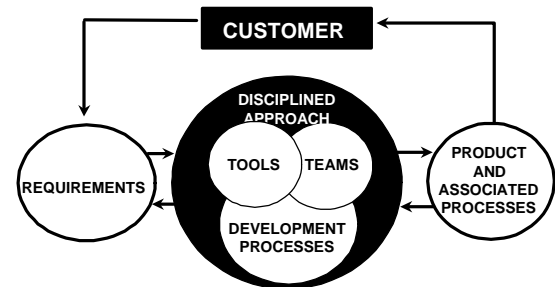 CUSTOMER
DISCIPLINED
APPROACH
TOOLS
TEAMS
DEVELOPMENT
PROCESSES
REQUIREMENTS
PRODUCT
AND
ASSOCIATED
PROCESSES